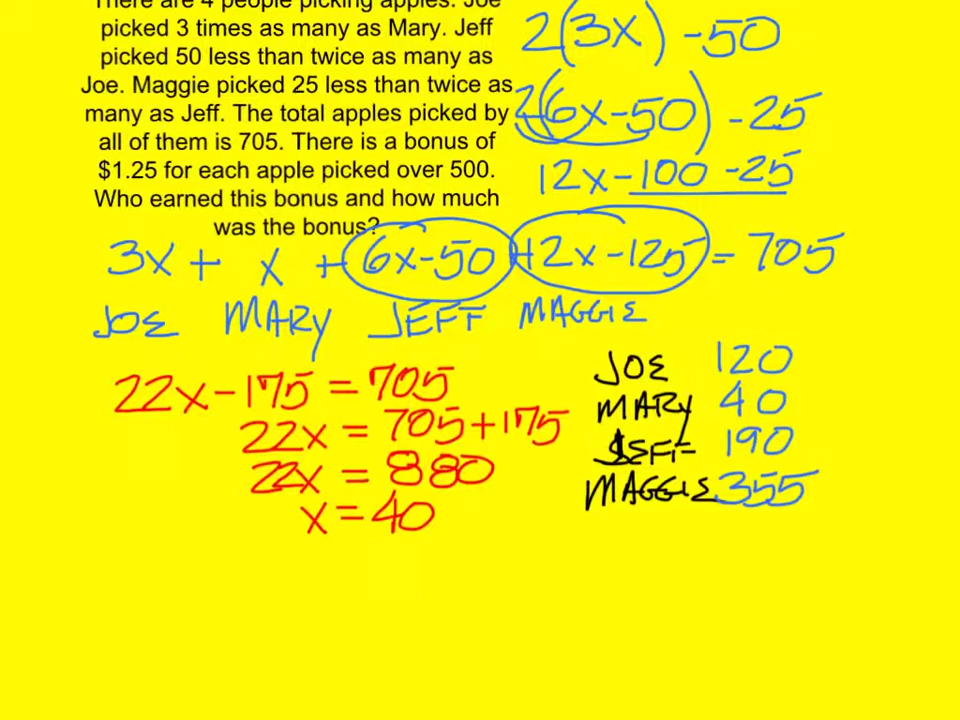 There are 4 people picking apples. Joe
picked 3 times as many as Mary. Jeff
picked 50 less than twice as many as
Joe. Maggie picked 25 less than twice as
many as Jeff. The total apples picked by
all of them is 705. There is a bonus of
$1.25 for each apple picked over 500.
Who earned this bonus and how much
was the bonus?
2(3x) -50
2(6x-50) -25
12x-100 -25
3x + x + 6x-50 +12x-125 = 705
JOE MARY JEFF MAGGIE
22x-175 = 705
22x = 705+175
22x = 880
x = 40
JOE 120
MARY 40
JEFF 190
MAGGIE 355